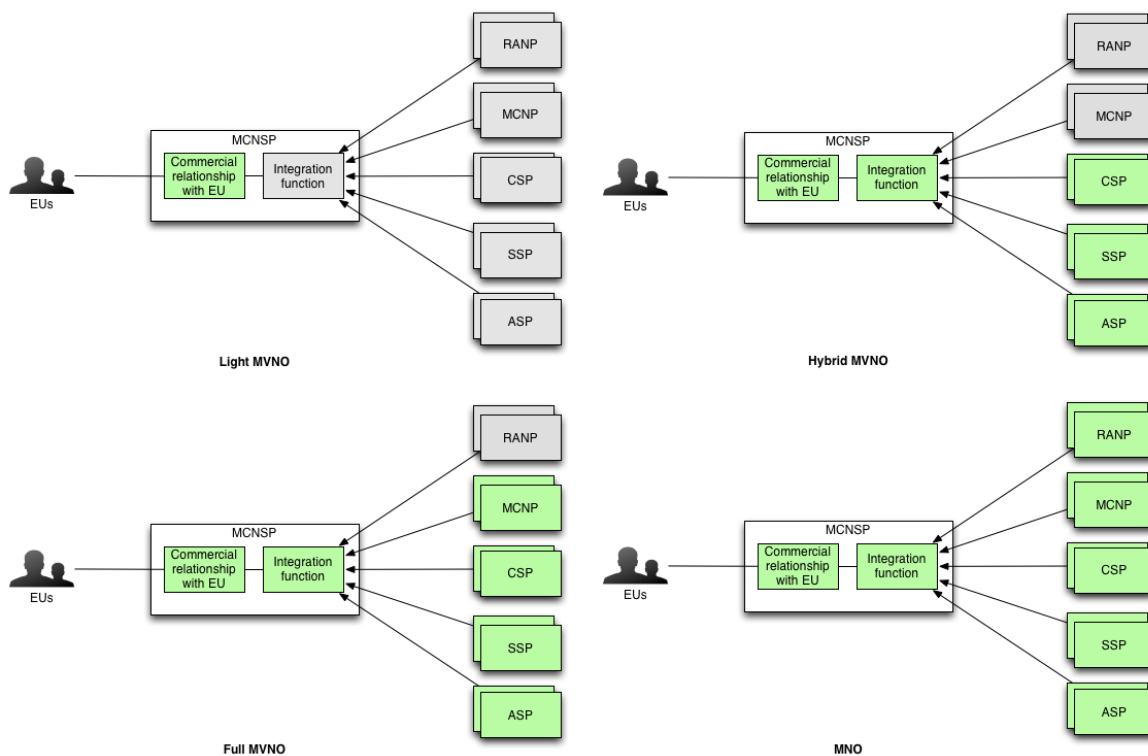 RANP
MCNP
MCNSP
Commercial
relationship
with EU
Integration
function
CSP
EUs
SSP
ASP
Light MVNO
RANP
MCNP
MCNSP
Commercial
relationship
with EU
Integration
function
CSP
EUs
SSP
ASP
Hybrid MVNO
RANP
MCNP
MCNSP
Commercial
relationship
with EU
Integration
function
CSP
EUs
SSP
ASP
Full MVNO
RANP
MCNP
MCNSP
Commercial
relationship
with EU
Integration
function
CSP
EUs
SSP
ASP
MNO